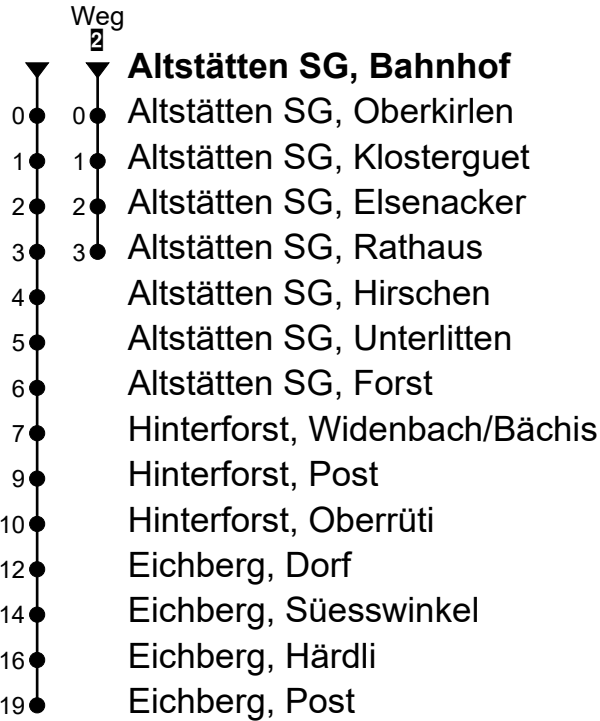 Weg
2
Altstätten SG, Bahnhof
0 0 Altstätten SG, Oberkirlen
1 1 Altstätten SG, Klosterguet
2 2 Altstätten SG, Elsenacker
3 3 Altstätten SG, Rathaus
4 Altstätten SG, Hirschen
5 Altstätten SG, Unterlitten
6 Altstätten SG, Forst
7 Hinterforst, Widenbach/Bächis
9 Hinterforst, Post
10 Hinterforst, Oberrüti
12 Eichberg, Dorf
14 Eichberg, Süesswinkel
16 Eichberg, Härdli
19 Eichberg, Post